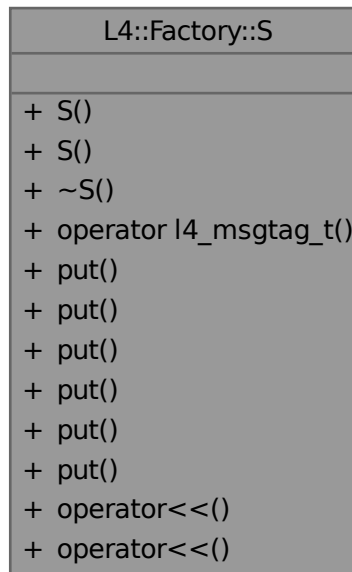 L4::Factory::S
+ S()
+ S()
+ ~S()
+ operator l4_msgtag_t()
+ put()
+ put()
+ put()
+ put()
+ put()
+ put()
+ operator<<()
+ operator<<()